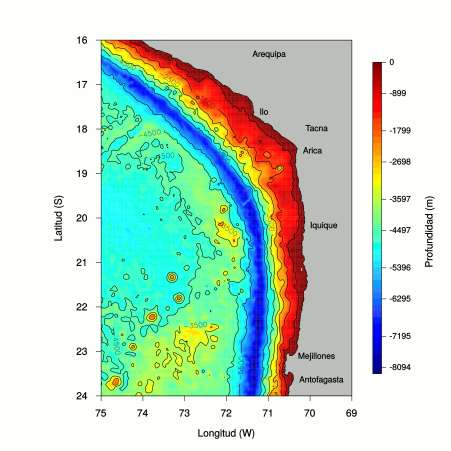 16
17
18
19
20
21
22
23
24
75 74 73 72 71 70 69
Latitud (S)
Longitud (W)
Arequipa
Ilo
Tacna
Arica
Iquique
Mejillones
Antofagasta
-4500
-3500
0
-899
-1799
-2698
-3597
-4497
-5396
-6295
-7195
-8094
Profundidad (m)